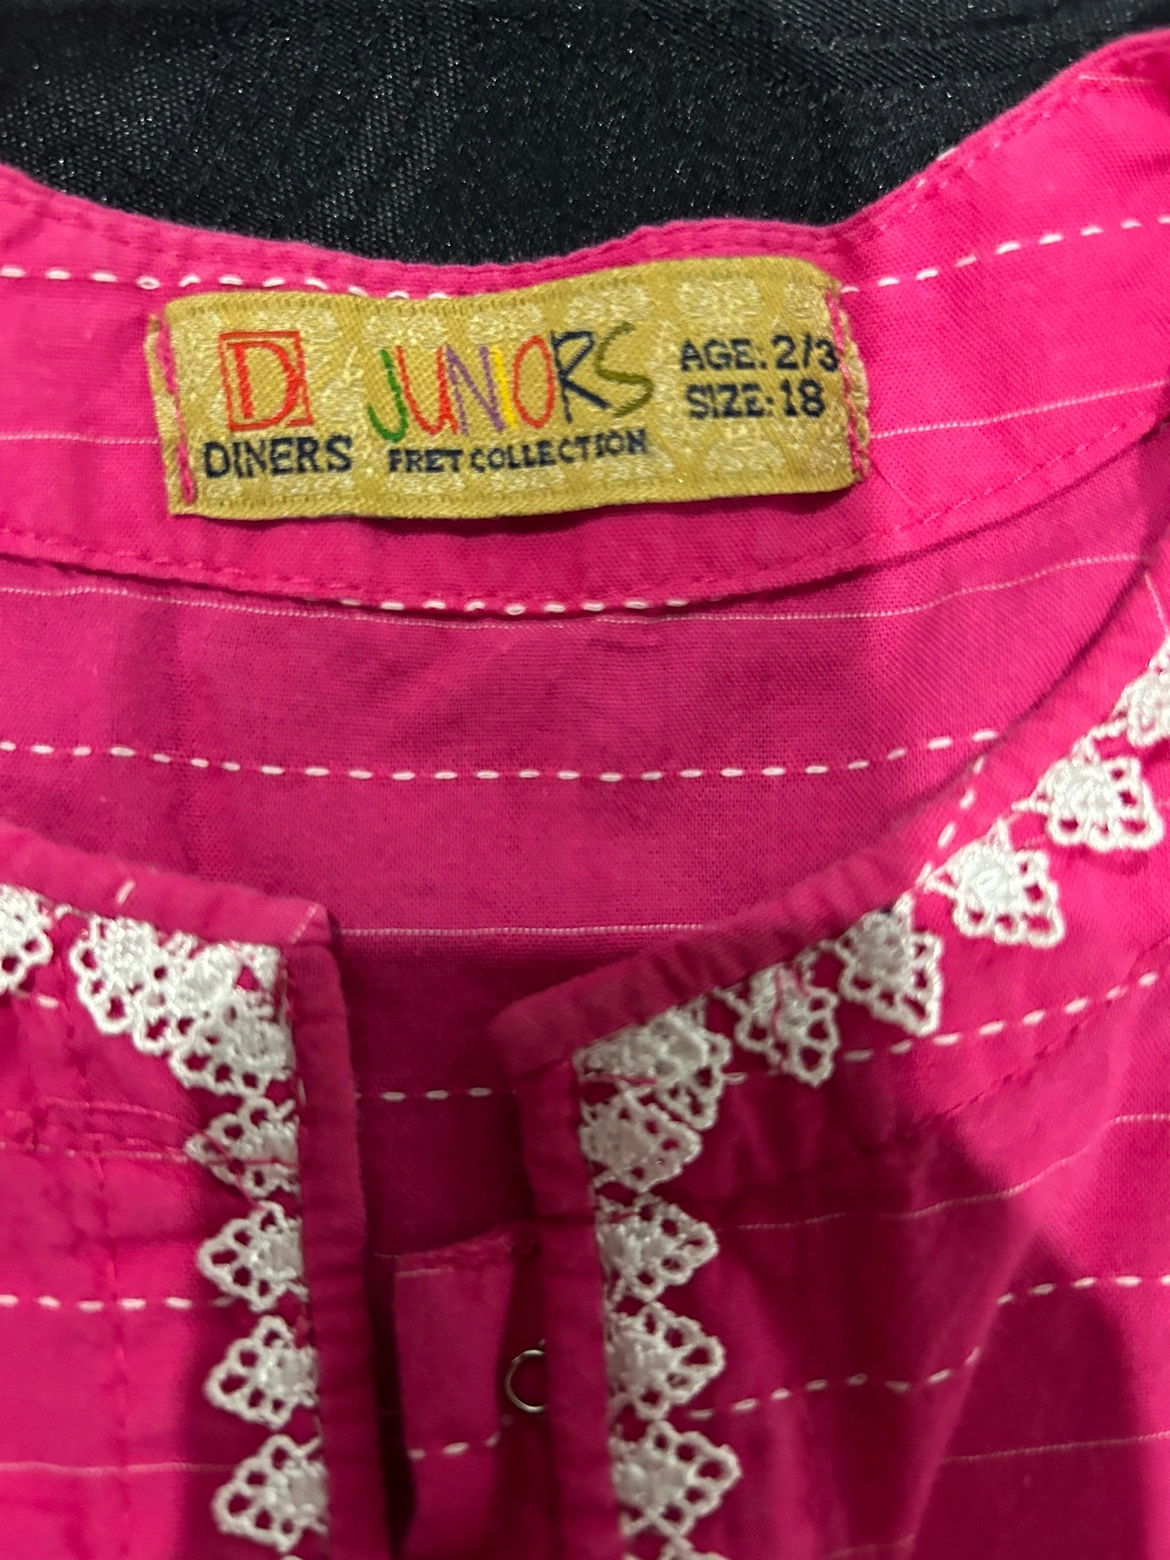 D JUNIORS AGE: 2/3
SIZE: 18
DINERS FRET COLLECTION